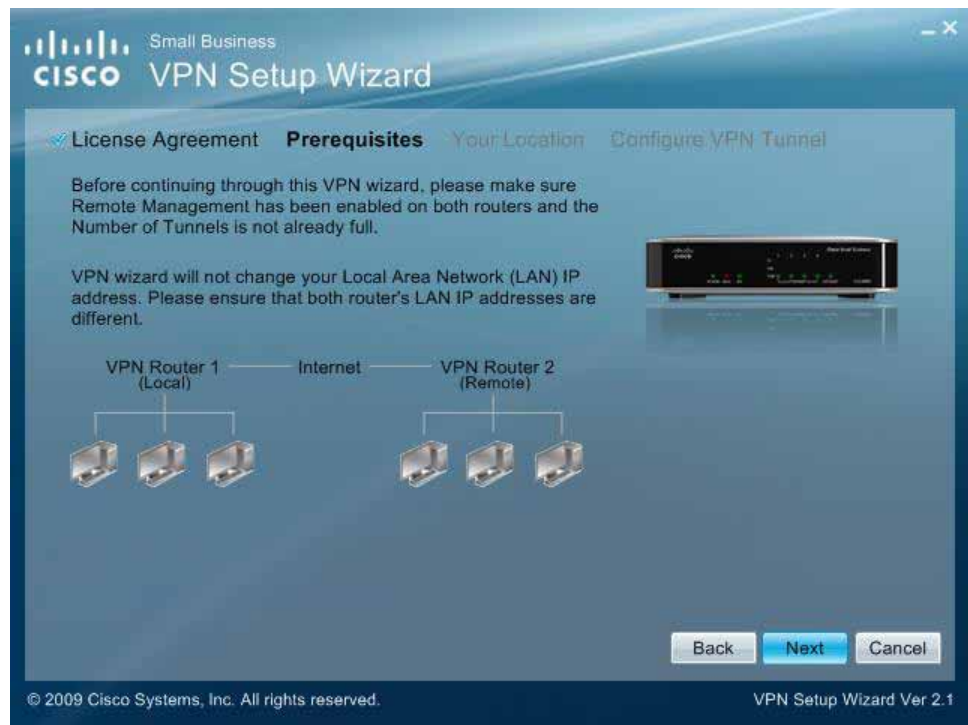 Small Business
CISCO VPN Setup Wizard
License Agreement Prerequisites Your Location Configure VPN Tunnel
Before continuing through this VPN wizard, please make sure
Remote Management has been enabled on both routers and the
Number of Tunnels is not already full.
VPN wizard will not change your Local Area Network (LAN) IP
address. Please ensure that both router's LAN IP addresses are
different.
VPN Router 1 Internet VPN Router 2
(Local) (Remote)
Back Next Cancel
© 2009 Cisco Systems, Inc. All rights reserved. VPN Setup Wizard Ver 2.1